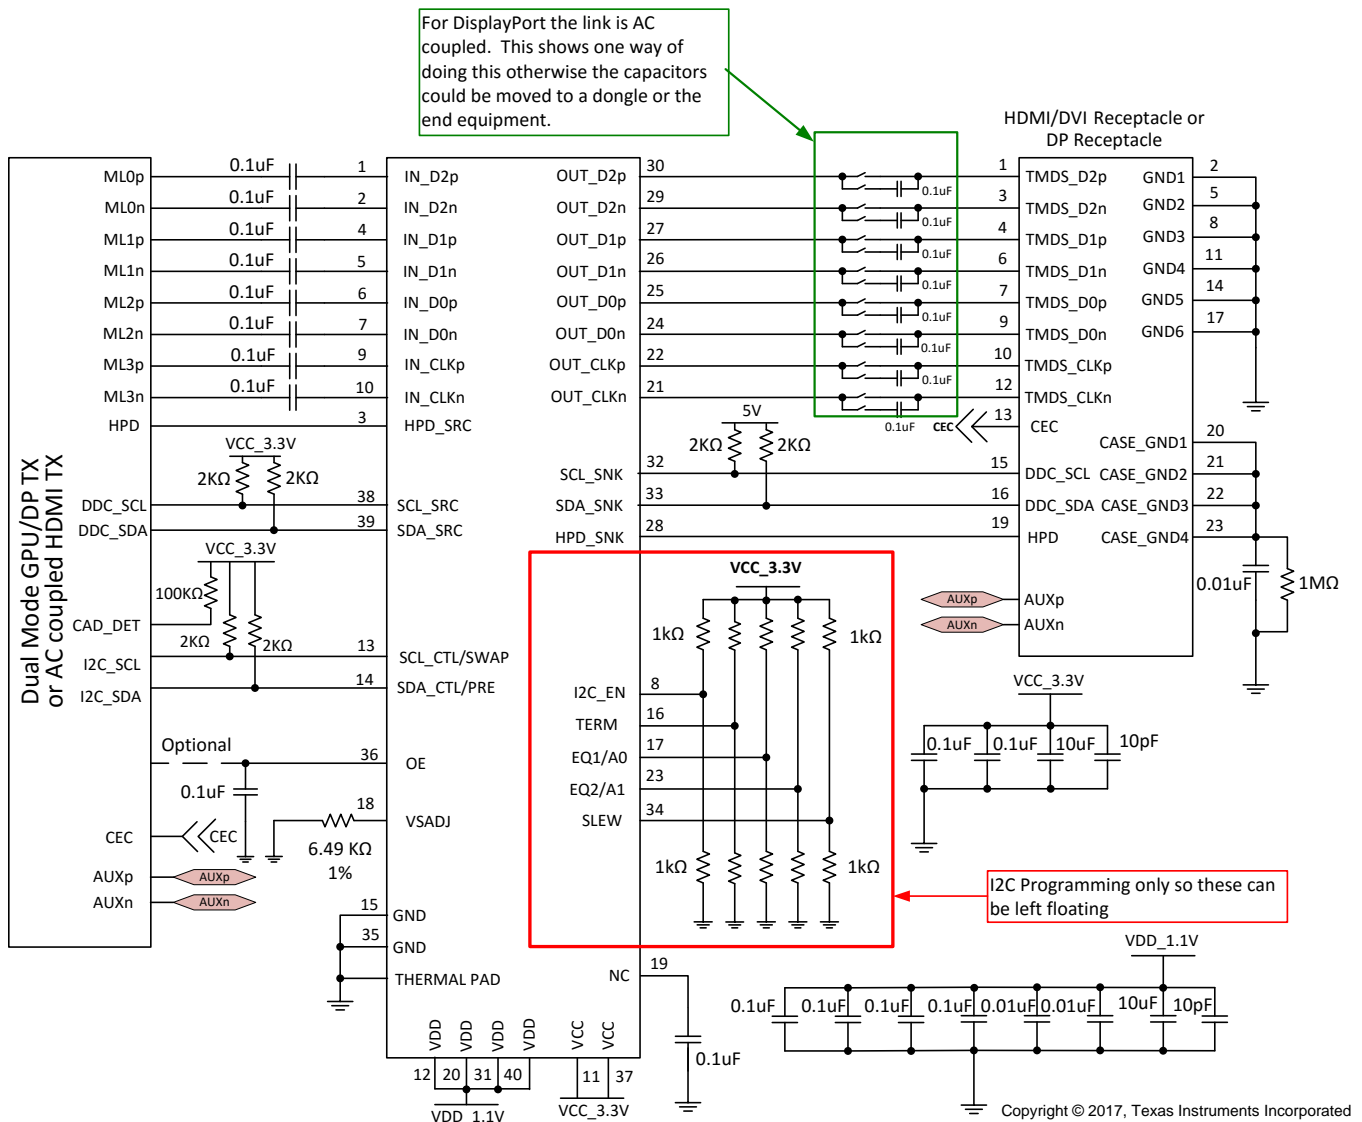 For DisplayPort the link is AC
coupled. This shows one way of
doing this otherwise the capacitors
could be moved to a dongle or the
end equipment.
HDMI/DVI Receptacle or
DP Receptacle
Dual Mode GPU/DP TX
or AC coupled HDMI TX
ML0p 0.1uF 1 IN_D2p OUT_D2p 30 0.1uF 1 TMDS_D2p GND1 2
ML0n 0.1uF 2 IN_D2n OUT_D2n 29 0.1uF 3 TMDS_D2n GND2 5
ML1p 0.1uF 4 IN_D1p OUT_D1p 27 0.1uF 4 TMDS_D1p GND3 8
ML1n 0.1uF 5 IN_D1n OUT_D1n 26 0.1uF 6 TMDS_D1n GND4 11
ML2p 0.1uF 6 IN_D0p OUT_D0p 25 0.1uF 7 TMDS_D0p GND5 14
ML2n 0.1uF 7 IN_D0n OUT_D0n 24 0.1uF 9 TMDS_D0n GND6 17
ML3p 0.1uF 9 IN_CLKp OUT_CLKp 22 0.1uF 10 TMDS_CLKp
ML3n 0.1uF 10 IN_CLKn OUT_CLKn 21 0.1uF 12 TMDS_CLKn
HPD 3 HPD_SRC 5V CEC 13 CEC
VCC_3.3V 2KΩ 2KΩ CASE_GND1 20
2KΩ 2KΩ SCL_SNK 32 15 DDC_SCL CASE_GND2 21
DDC_SCL 38 SCL_SRC SDA_SNK 33 16 DDC_SDA CASE_GND3 22
DDC_SDA 39 SDA_SRC HPD_SNK 28 19 HPD CASE_GND4 23
VCC_3.3V VCC_3.3V 0.01uF 1MΩ
100KΩ AUXp AUXp
CAD_DET 2KΩ 2KΩ 1kΩ 1kΩ AUXn AUXn
I2C_SCL 13 SCL_CTL/SWAP
I2C_SDA 14 SDA_CTL/PRE I2C_EN 8 VCC_3.3V
TERM 16
Optional 36 OE EQ1/A0 17 0.1uF 0.1uF 10uF 10pF
0.1uF EQ2/A1 23
18 VSADJ SLEW 34
CEC CEC 6.49 KΩ
1%
AUXp AUXp 1kΩ 1kΩ
AUXn AUXn
I2C Programming only so these can
be left floating
15 GND
35 GND
THERMAL PAD NC 19 0.1uF
VDD_1.1V
0.1uF 0.1uF 0.1uF 0.1uF 0.01uF 0.01uF 10uF 10pF
VDD VDD VDD VDD VCC VCC
12 20 31 40 11 37
VDD_1.1V VCC_3.3V
Copyright © 2017, Texas Instruments Incorporated